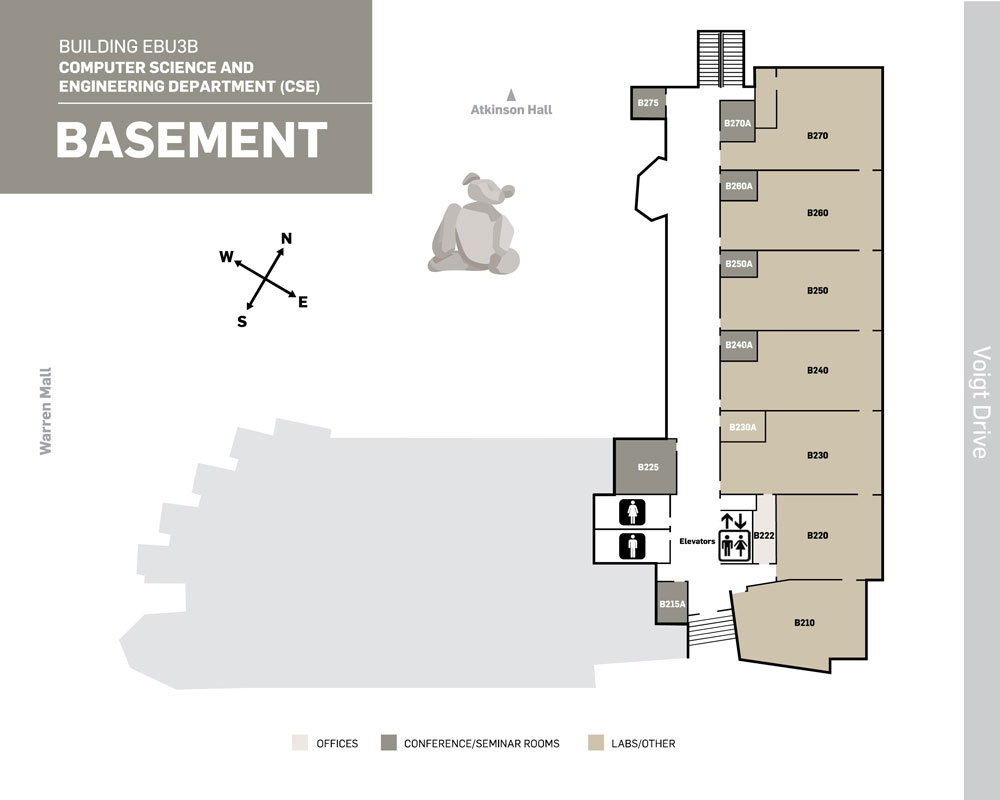 BUILDING EBU3B
COMPUTER SCIENCE AND
ENGINEERING DEPARTMENT (CSE)
BASEMENT
Atkinson Hall
B275
B270A
B270
B260A
B260
B250A
B250
B240A
B240
B230A
B230
B225
Elevators
B222
B220
B215A
B210
N
W
E
S
Warren Mall
Voigt Drive
OFFICES
CONFERENCE/SEMINAR ROOMS
LABS/OTHER